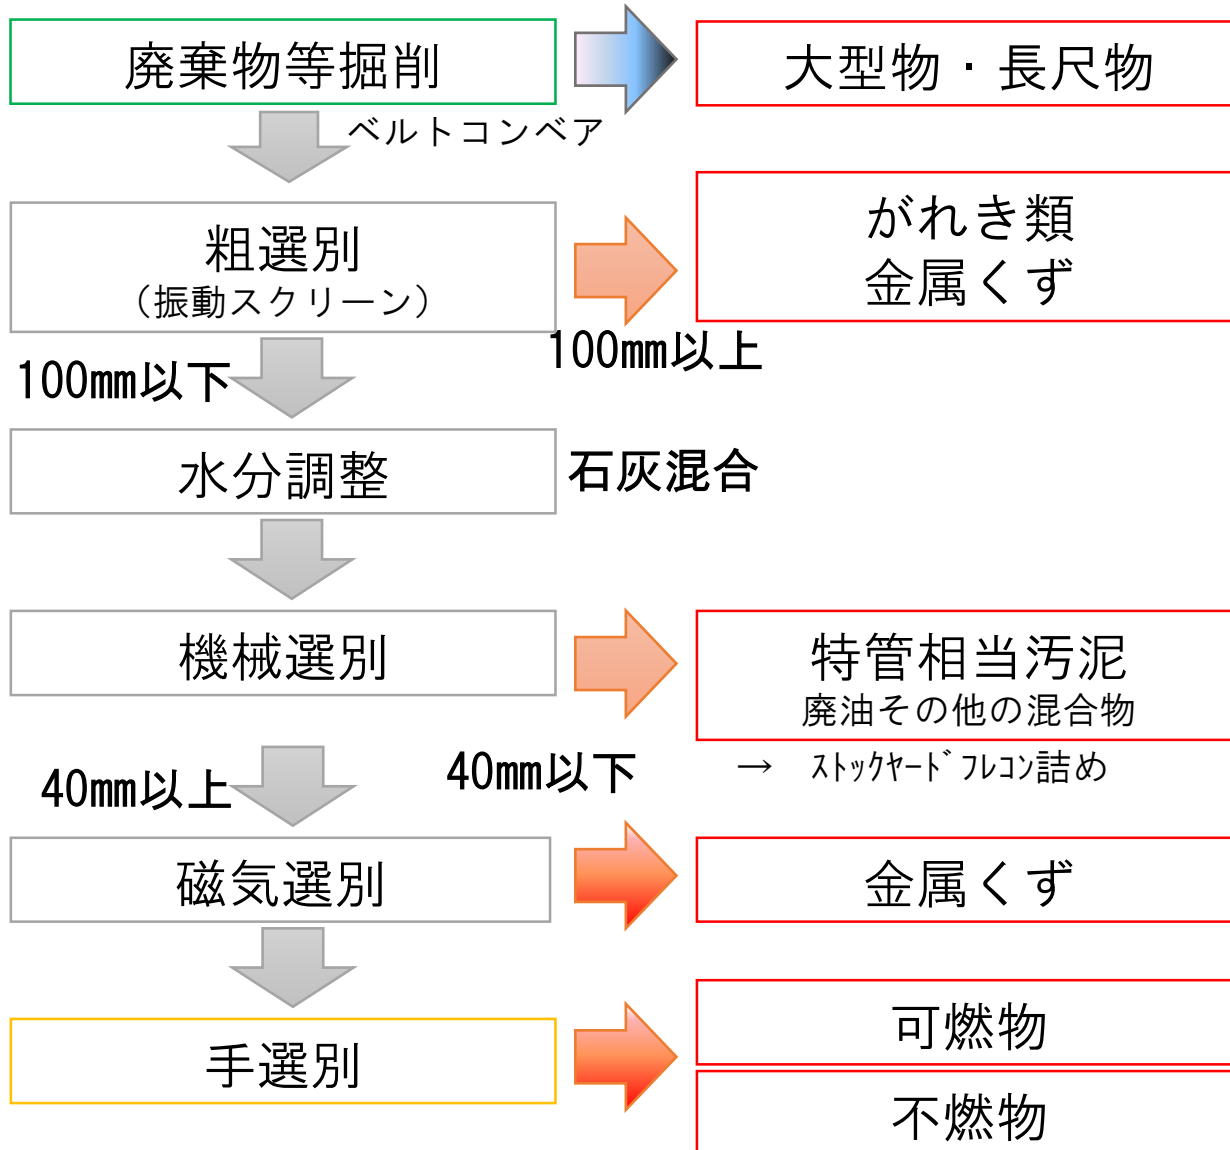 廃棄物等掘削
大型物・長尺物
ベルトコンベア
粗選別
（振動スクリーン）
がれき類
金属くず
100㎜以下
100㎜以上
水分調整
石灰混合
機械選別
特管相当汚泥
廃油その他の混合物
40㎜以上
40㎜以下
→　ｽﾄｯｸﾔｰﾄﾞﾌﾚｺﾝ詰め
磁気選別
金属くず
手選別
可燃物
不燃物